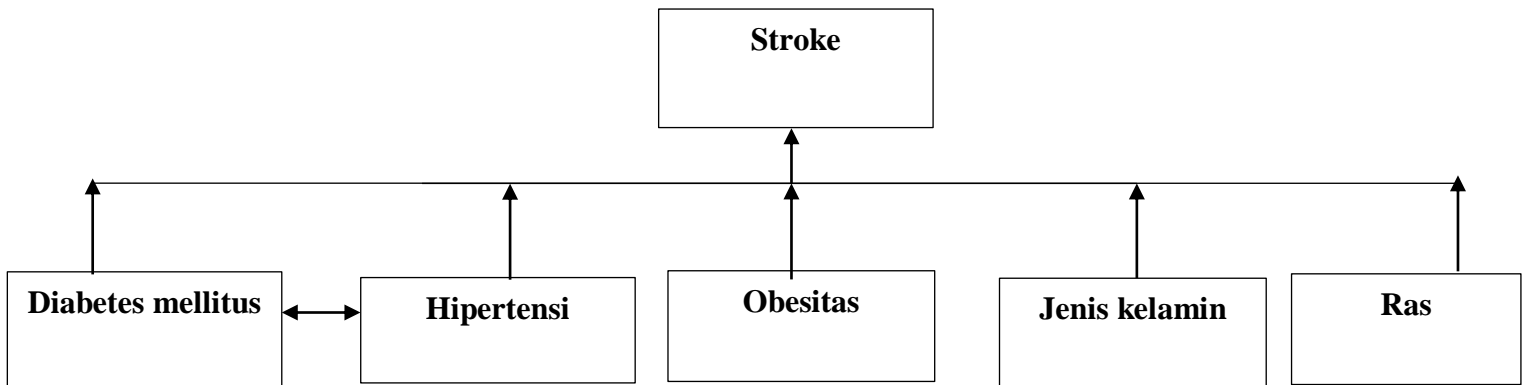 Stroke
Diabetes mellitus
Hipertensi
Obesitas
Jenis kelamin
Ras